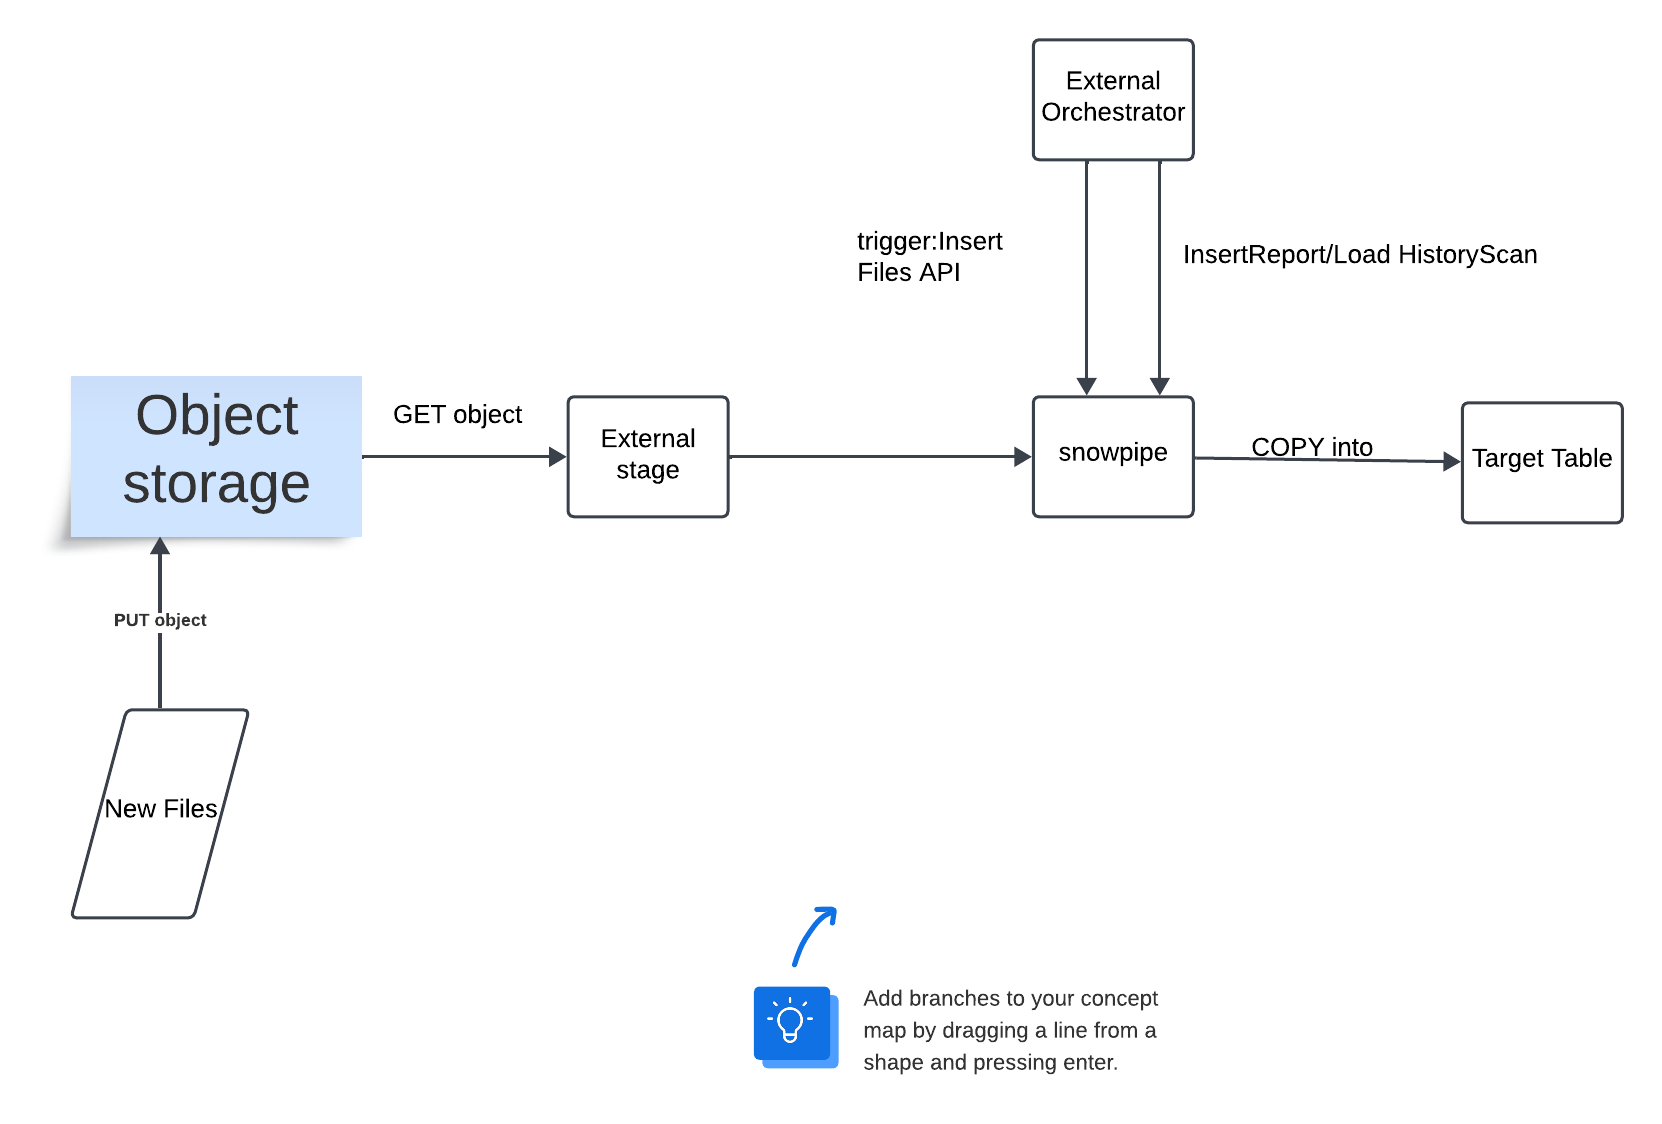 External
Orchestrator
trigger:Insert
Files API
InsertReport/Load HistoryScan
Object
storage
GET object
External
stage
snowpipe
COPY into
Target Table
PUT object
New Files
Add branches to your concept
map by dragging a line from a
shape and pressing enter.